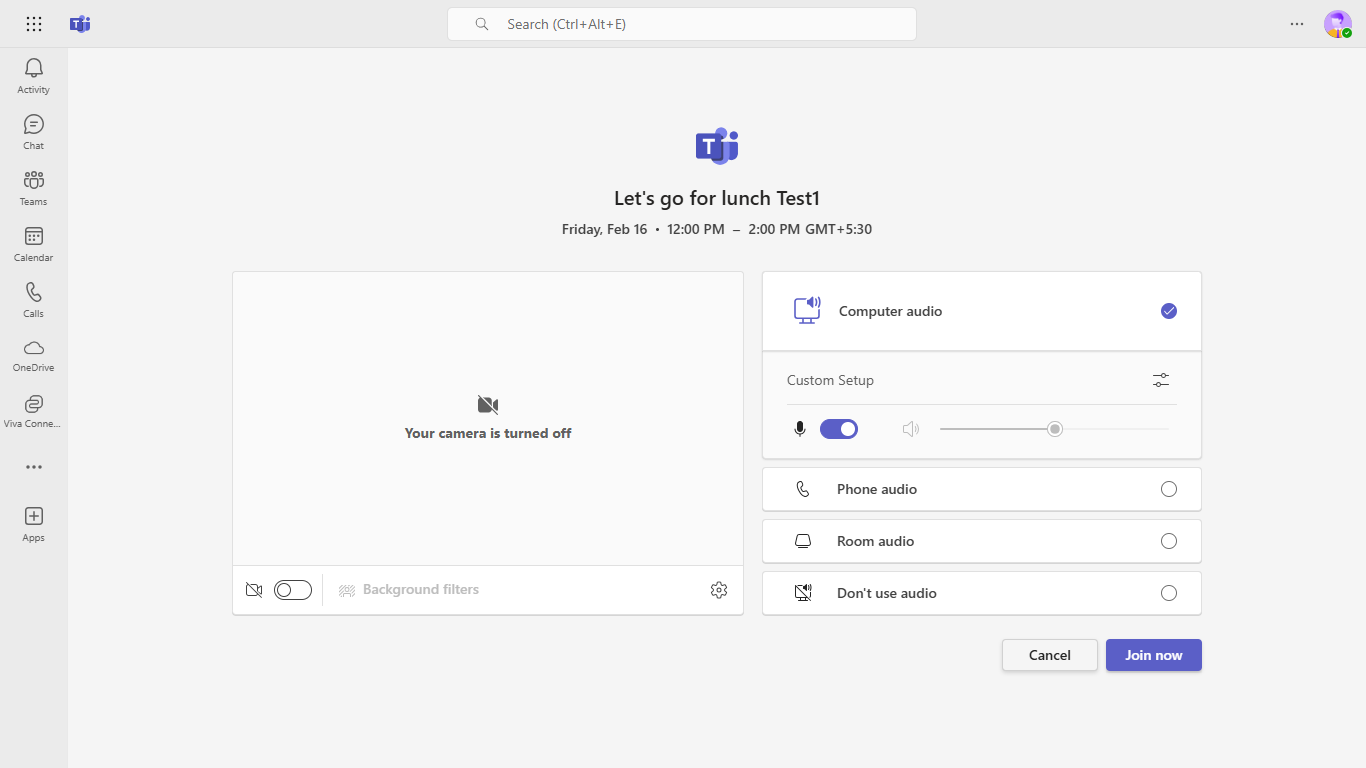 Search (Ctrl+Alt+E)
Activity
Chat
Teams
Calendar
Calls
OneDrive
Viva Conne...
Apps
T
Let's go for lunch Test1
Friday, Feb 16 • 12:00 PM – 2:00 PM GMT+5:30
Your camera is turned off
Background filters
Computer audio
Custom Setup
Phone audio
Room audio
Don't use audio
Cancel
Join now